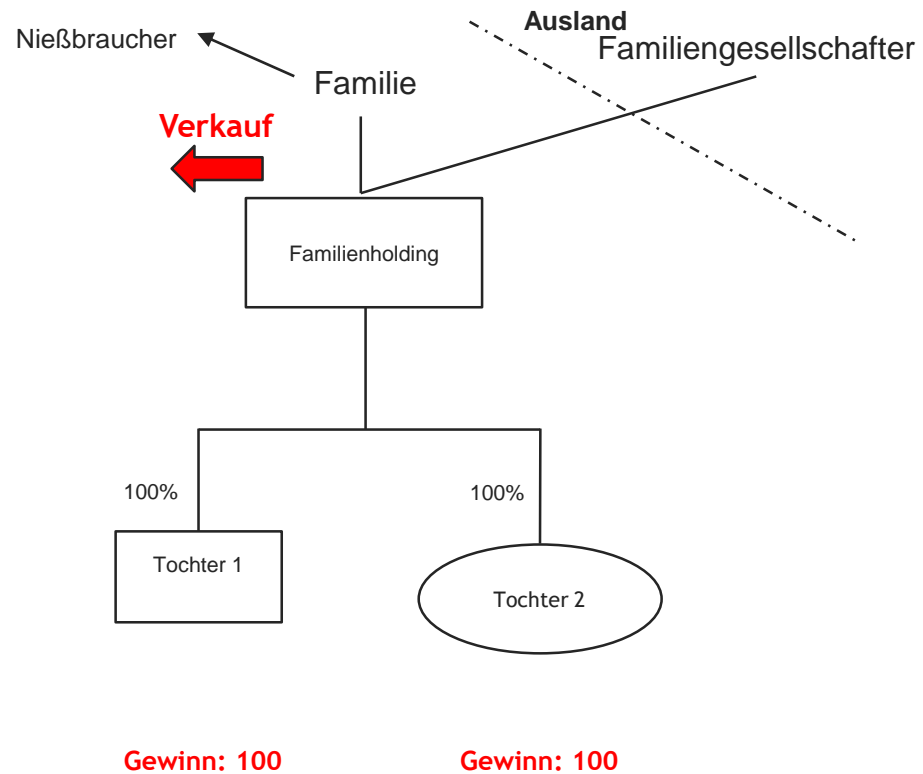 Ausland
Nießbraucher
Familiengesellschafter
Familie
Verkauf
Familienholding
100%
100%
Tochter 1
Tochter 2
Gewinn: 100
Gewinn: 100